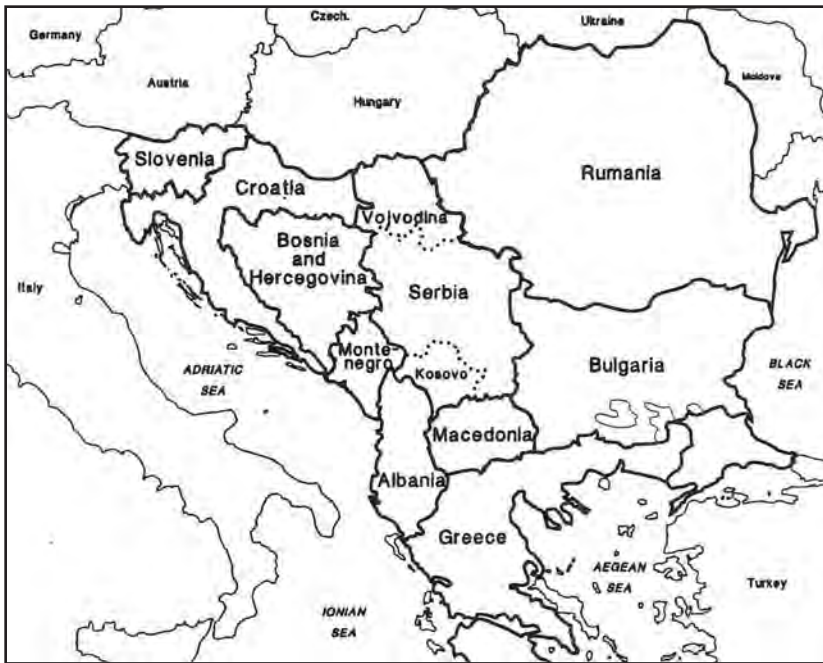 Germany
Czech.
Ukraine
Austria
Hungary
Moldova
Slovenia
Croatia
Rumania
Vojvodina
Bosnia
and
Hercegovina
Italy
Serbia
Monte-
negro
Kosovo
Bulgaria
ADRIATIC
SEA
BLACK
SEA
Macedonia
Albania
Greece
AEGEAN
SEA
Turkey
IONIAN
SEA